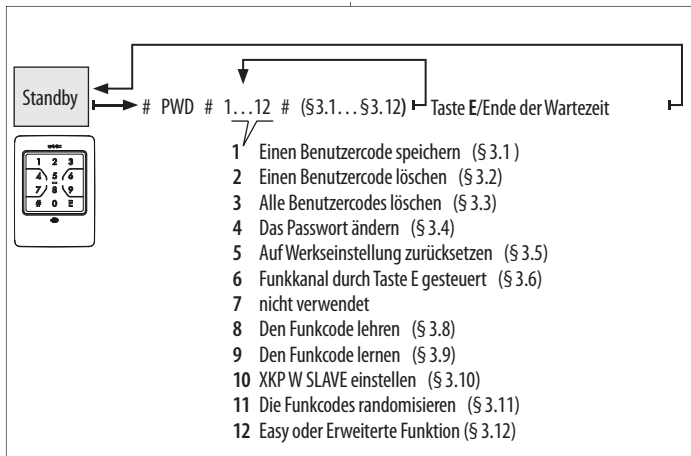 Standby
# PWD # 1...12 # (§3.1...§3.12) Taste E/Ende der Wartezeit
1 2 3
4 5 6
7 8 9
# 0 E
1 Einen Benutzercode speichern (§ 3.1 )
2 Einen Benutzercode löschen (§ 3.2)
3 Alle Benutzercodes löschen (§ 3.3)
4 Das Passwort ändern (§ 3.4)
5 Auf Werkseinstellung zurücksetzen (§ 3.5)
6 Funkkanal durch Taste E gesteuert (§ 3.6)
7 nicht verwendet
8 Den Funkcode lehren (§ 3.8)
9 Den Funkcode lernen (§ 3.9)
10 XKP W SLAVE einstellen (§ 3.10)
11 Die Funkcodes randomisieren (§ 3.11)
12 Easy oder Erweiterte Funktion (§ 3.12)